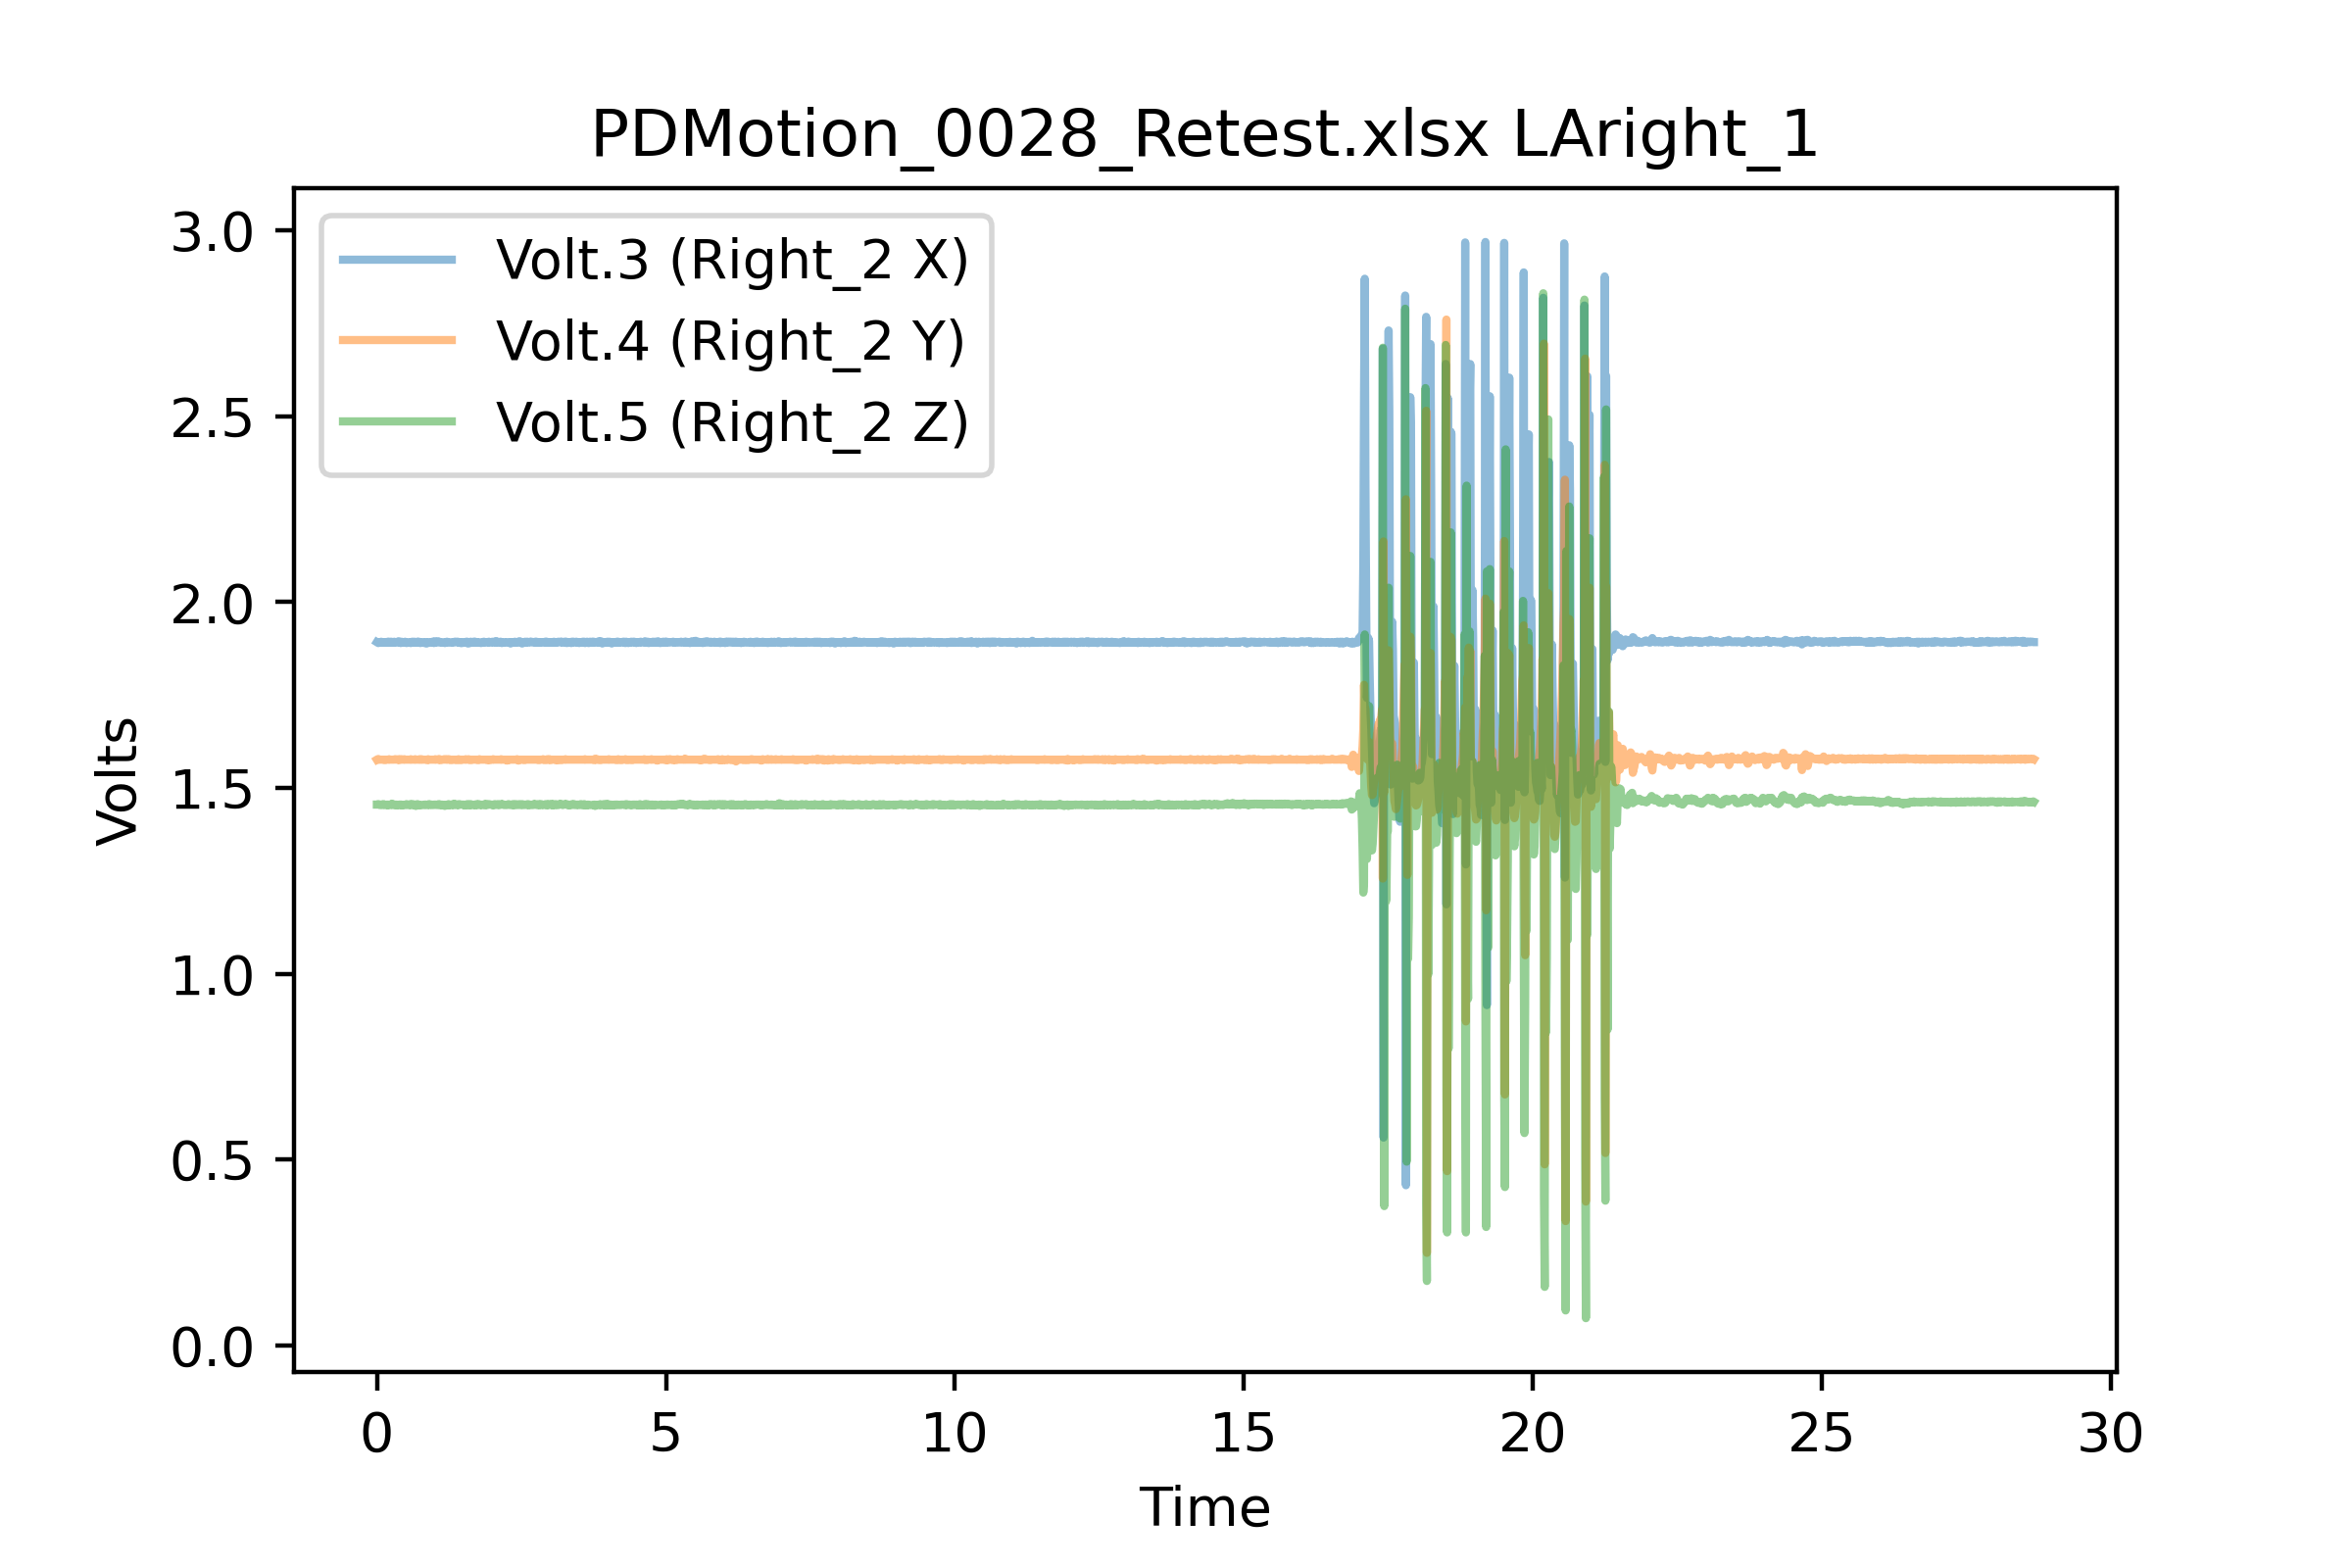 PDMotion_0028_Retest.xlsx LAright_1
Volt.3 (Right_2 X)
Volt.4 (Right_2 Y)
Volt.5 (Right_2 Z)
3.0
2.5
2.0
1.5
1.0
0.5
0.0
Volts
0 5 10 15 20 25 30
Time